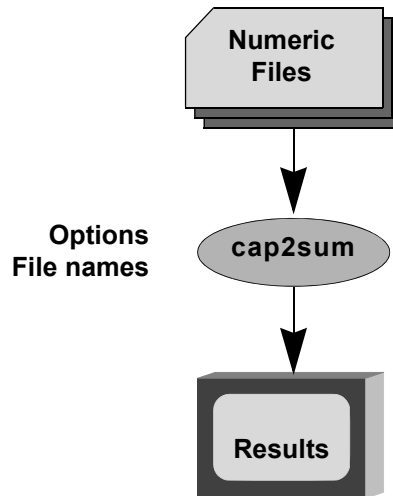 Numeric
Files
Options
File names
cap2sum
Results